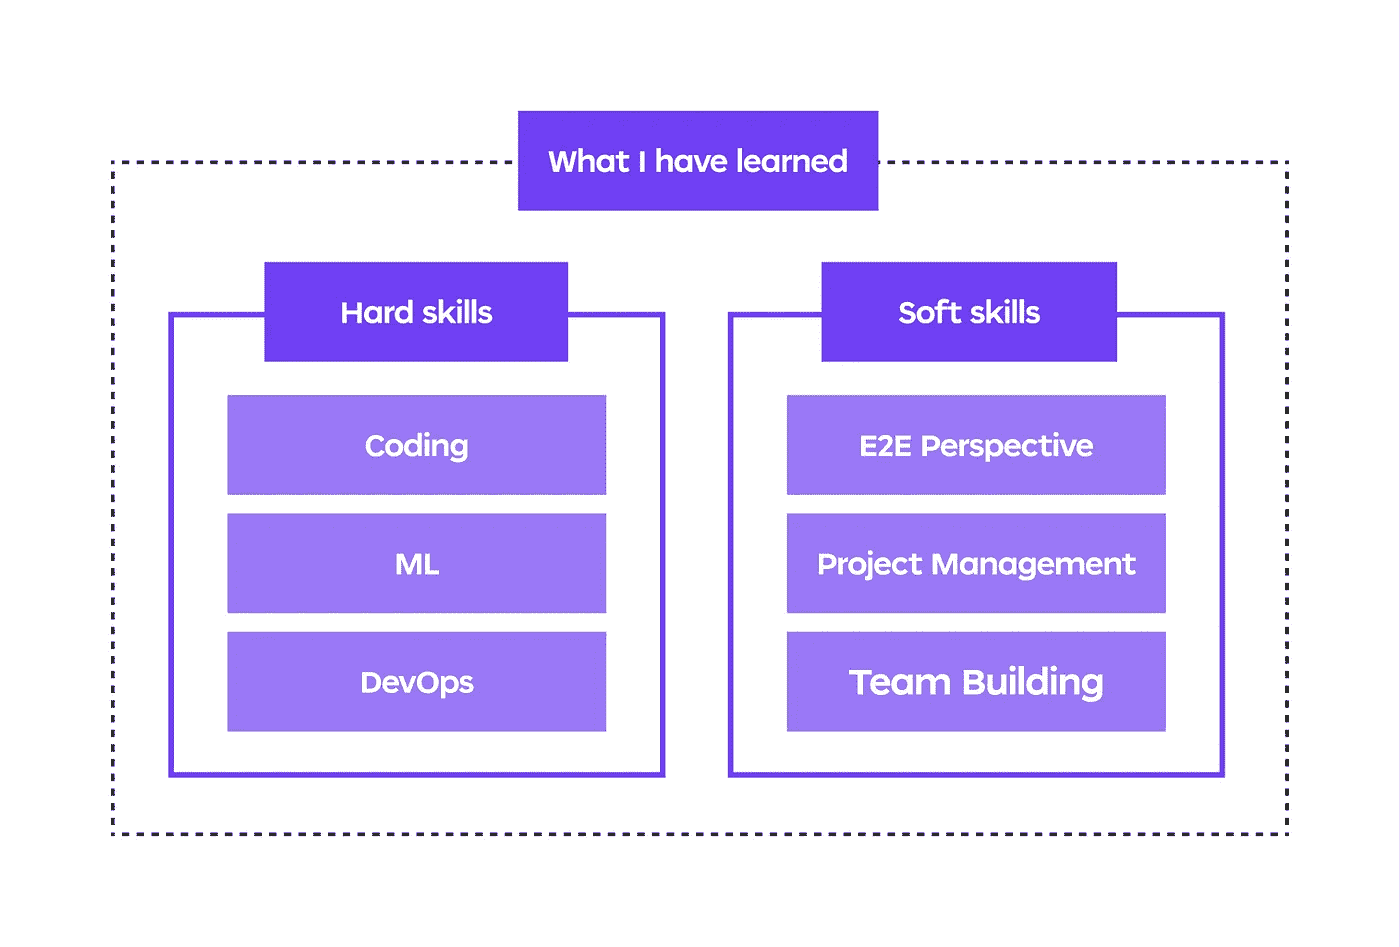 What I have learned
Hard skills
Coding
ML
DevOps
Soft skills
E2E Perspective
Project Management
Team Building